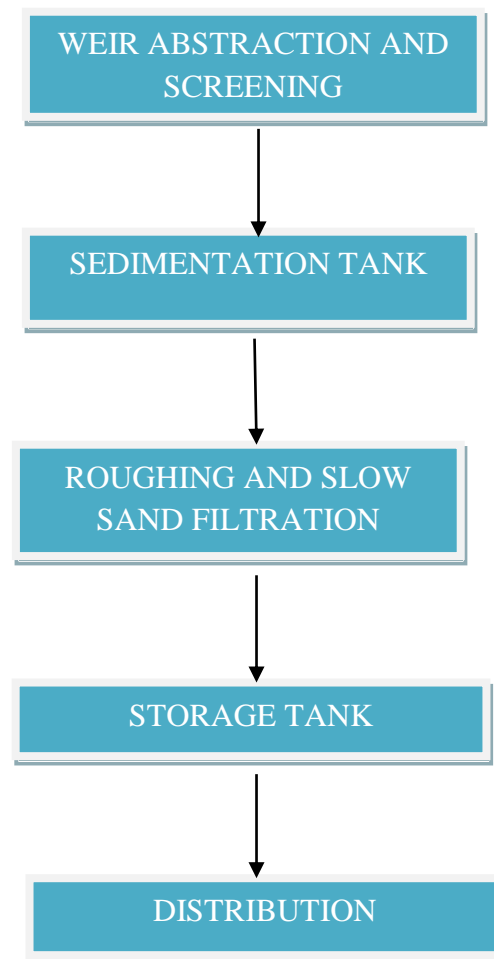 WEIR ABSTRACTION AND
SCREENING
SEDIMENTATION TANK
ROUGHING AND SLOW
SAND FILTRATION
STORAGE TANK
DISTRIBUTION